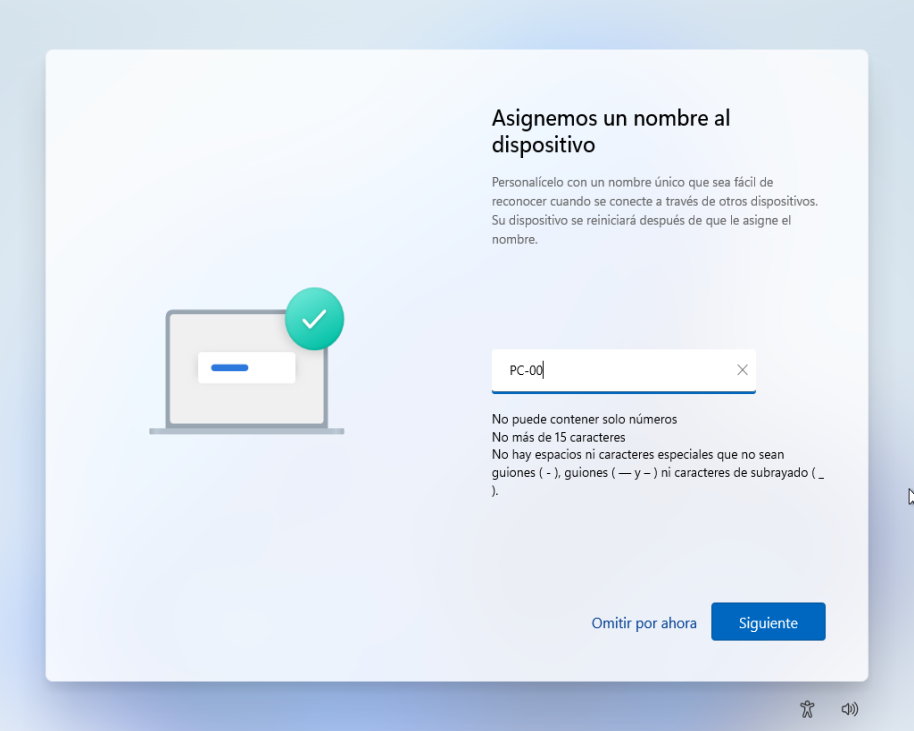 Asignemos un nombre al
dispositivo
Personalícelo con un nombre único que sea fácil de
reconocer cuando se conecte a través de otros dispositivos.
Su dispositivo se reiniciará después de que le asigne el
nombre.
PC-00
No puede contener solo números
No más de 15 caracteres
No hay espacios ni caracteres especiales que no sean
guiones ( - ), guiones ( — y – ) ni caracteres de subrayado ( _
).
Omitir por ahora
Siguiente